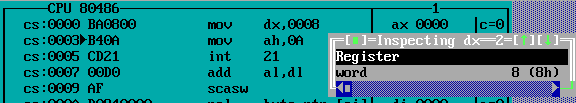 CPU 80486 1
cs:0000 BA0800 mov dx,0008 ax 0000 c=0
cs:0003▶B40A mov ah,0A
cs:0005 CD21 int 21
cs:0007 00D0 add al,dl
cs:0009 AF scasw
[■]=Inspecting dx=2=[↑][↓]
Register
word 8 (8h)